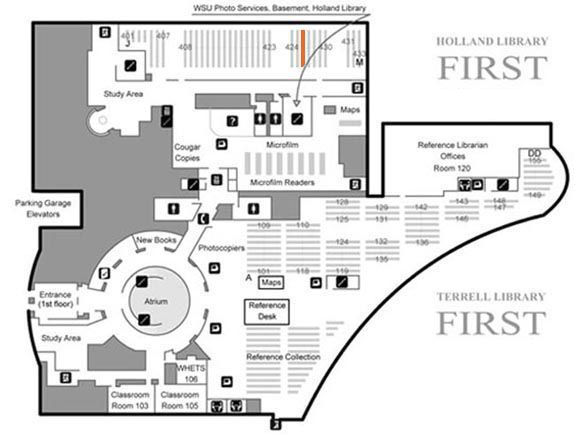 WSU Photo Services, Basement, Holland Library
401
407
408
423
424
430
431
433
J
M
HOLLAND LIBRARY
FIRST
Study Area
Maps
Cougar
Copies
?
Microfilm
Microfilm Readers
Reference Librarian
Offices
Room 120
DD
155
149
Parking Garage
Elevators
128
125
129
131
142
143
148
147
109
110
124
132
135
136
New Books
Photocopiers
101
118
119
A
Maps
Entrance
(1st floor)
Atrium
Reference
Desk
TERRELL LIBRARY
FIRST
Study Area
Reference Collection
WHETS
106
Classroom
Room 103
Classroom
Room 105